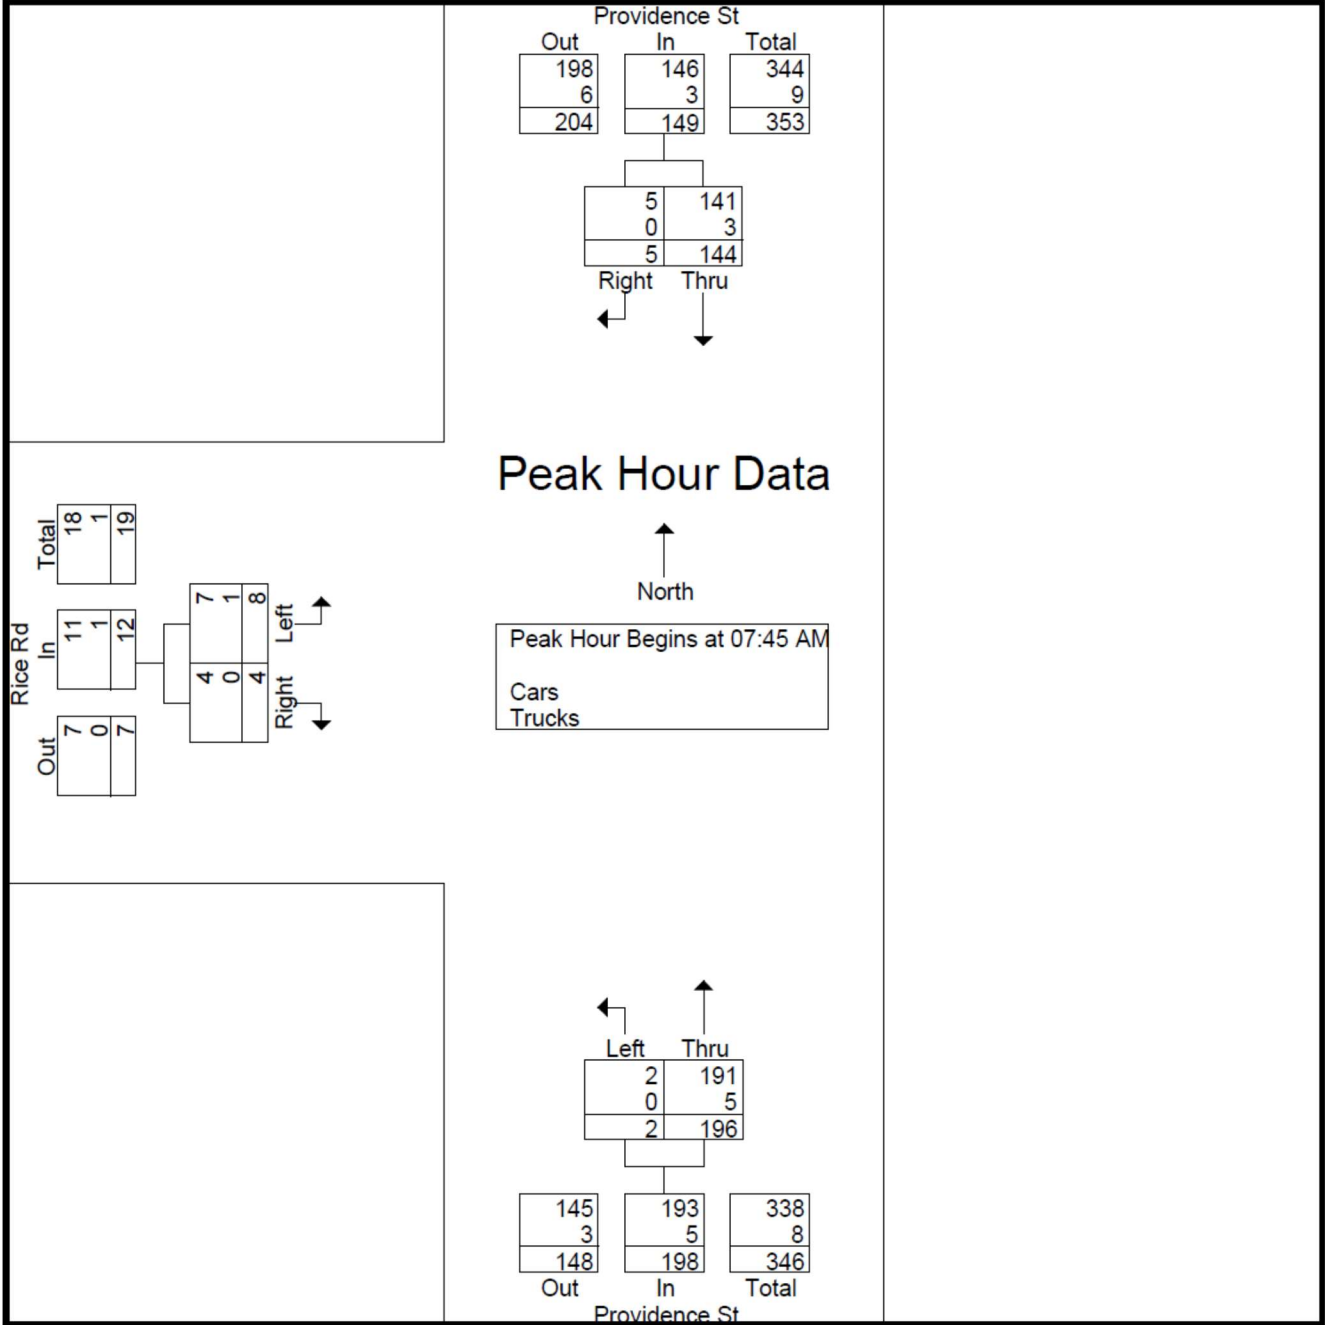 Providence St
Out In Total
198 146 344
6 3 9
204 149 353
5 141
0 3
5 144
Right Thru
Peak Hour Data
North
Peak Hour Begins at 07:45 AM
Cars
Trucks
Rice Rd
Total
18
1
19
In
11
1
12
Out
7
0
7
Left
7
1
8
Right
4
0
4
Left Thru
2 191
0 5
2 196
145 193 338
3 5 8
148 198 346
Out In Total
Providence St